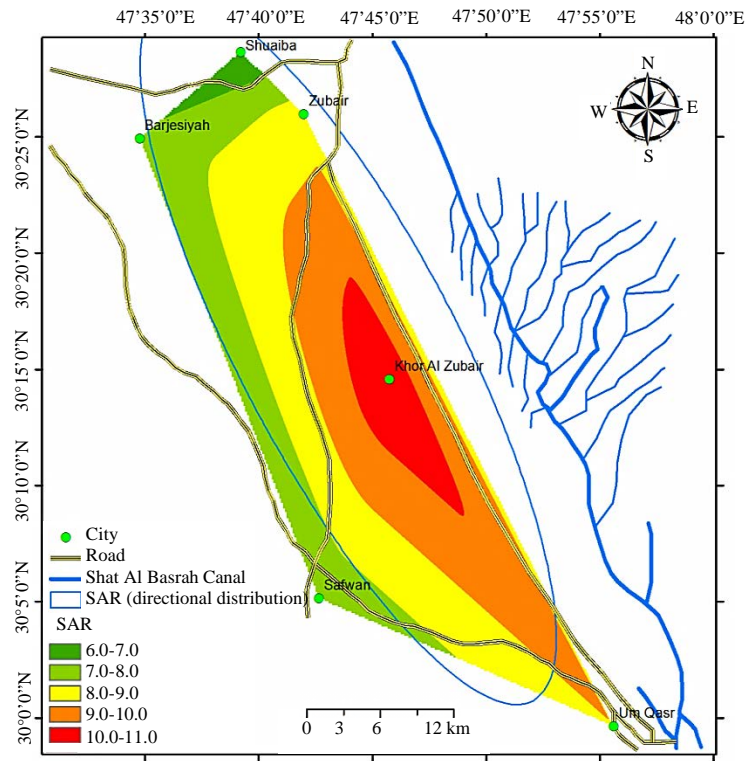 47°35'0"E 47°40'0"E 47°45'0"E 47°50'0"E 47°55'0"E 48°0'0"E
Shuaiba
N
W E
S
Zubair
Barjesiyah
30°25'0"N
30°20'0"N
30°15'0"N
Khor Al Zubair
30°10'0"N
City
Road
Shat Al Basrah Canal
SAR (directional distribution)
30°5'0"N
Safwan
SAR
6.0-7.0
7.0-8.0
8.0-9.0
9.0-10.0
10.0-11.0
30°0'0"N
Um Qasr
0 3 6 12 km